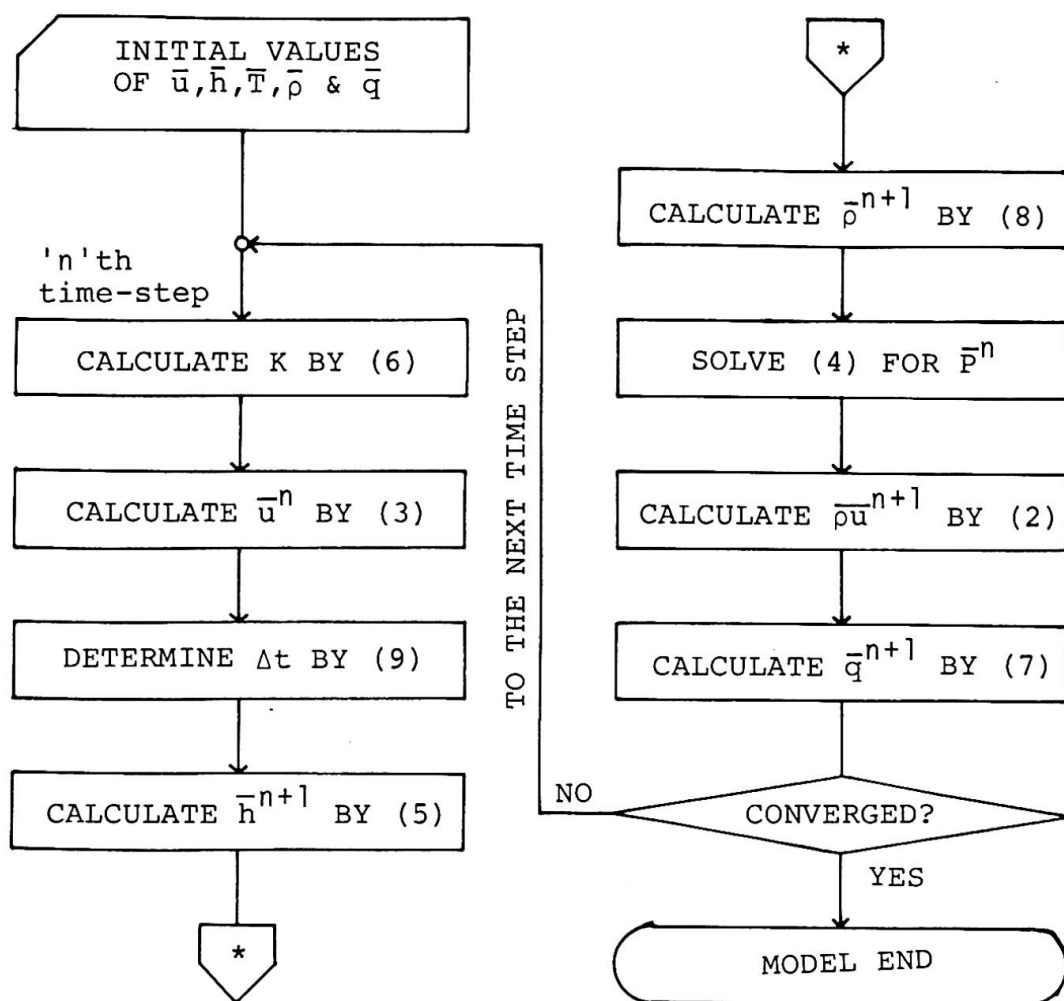 INITIAL VALUES
OF ū,h̄,T̄,ρ̄ & q̄
'n'th
time-step
CALCULATE K BY (6)
CALCULATE ūⁿ BY (3)
DETERMINE Δt BY (9)
CALCULATE h̄ⁿ⁺¹ BY (5)
*
TO THE NEXT TIME STEP
*
CALCULATE ρ̄ⁿ⁺¹ BY (8)
SOLVE (4) FOR P̄ⁿ
CALCULATE ρ̅u̅ⁿ⁺¹ BY (2)
CALCULATE q̄ⁿ⁺¹ BY (7)
CONVERGED?
NO
YES
MODEL END